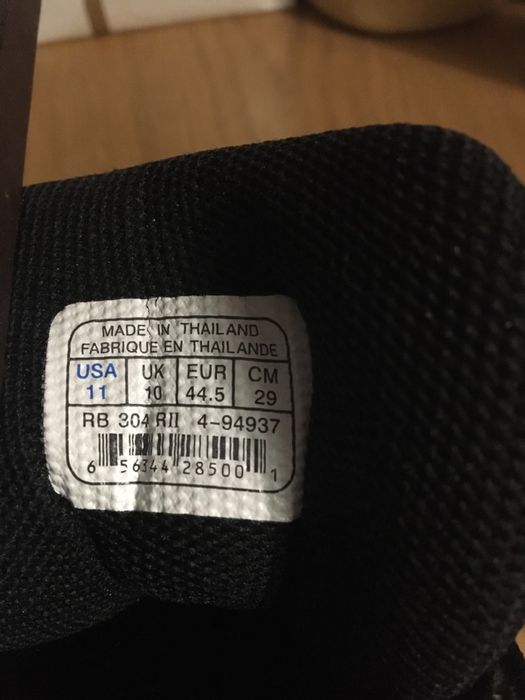 MADE IN THAILAND
FABRIQUE EN THAILANDE
USA UK EUR CM
11 10 44.5 29
RB 304 RII 4-94937
6 56344 28500 1